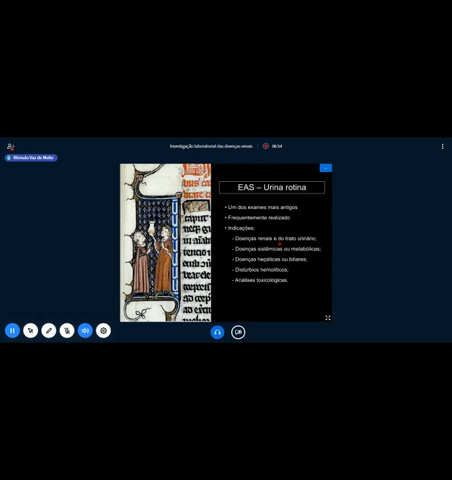 Investigação laboratorial das doenças renais
06:54
Rômulo Vaz de Mello
EAS – Urina rotina
• Um dos exames mais antigos
• Frequentemente realizado
• Indicações:
- Doenças renais e do trato urinário;
- Doenças sistêmicas ou metabólicas;
- Doenças hepáticas ou biliares;
- Distúrbios hemolíticos;
- Análises toxicológicas.